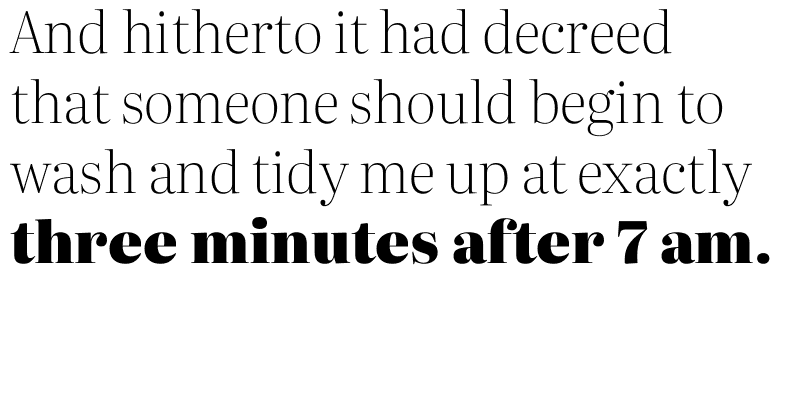 And hitherto it had decreed
that someone should begin to
wash and tidy me up at exactly
three minutes after 7 am.